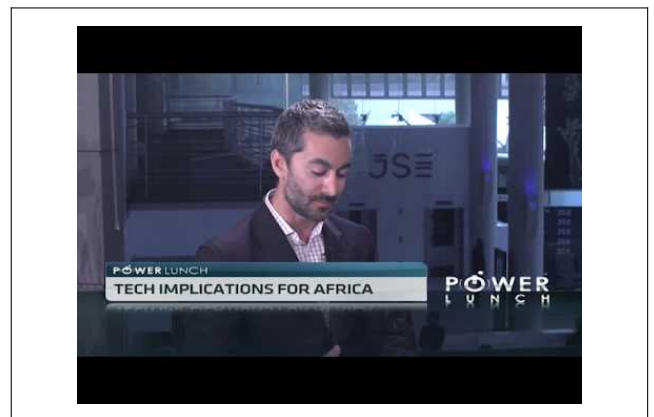 JSE
POWER LUNCH
TECH IMPLICATIONS FOR AFRICA
POWER
LUNCH